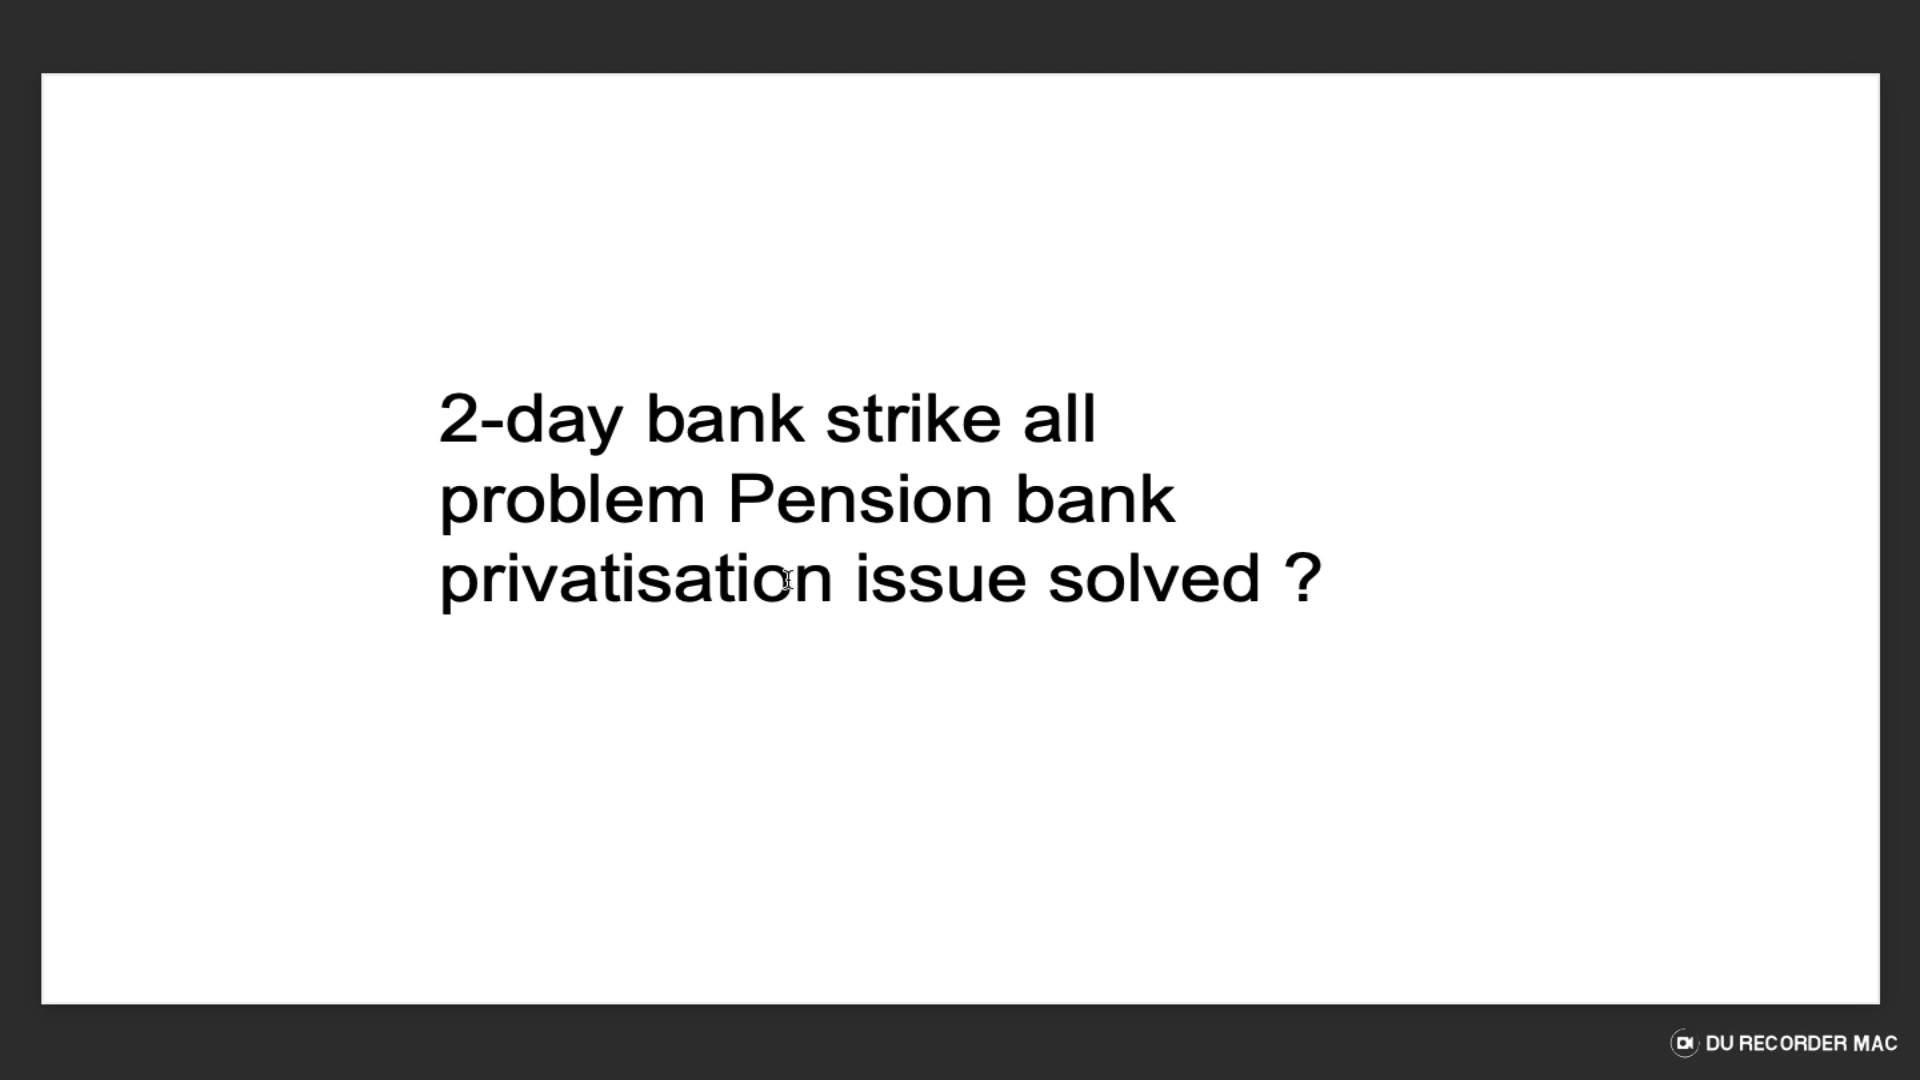 2-day bank strike all
problem Pension bank
privatisation issue solved ?
DU RECORDER MAC